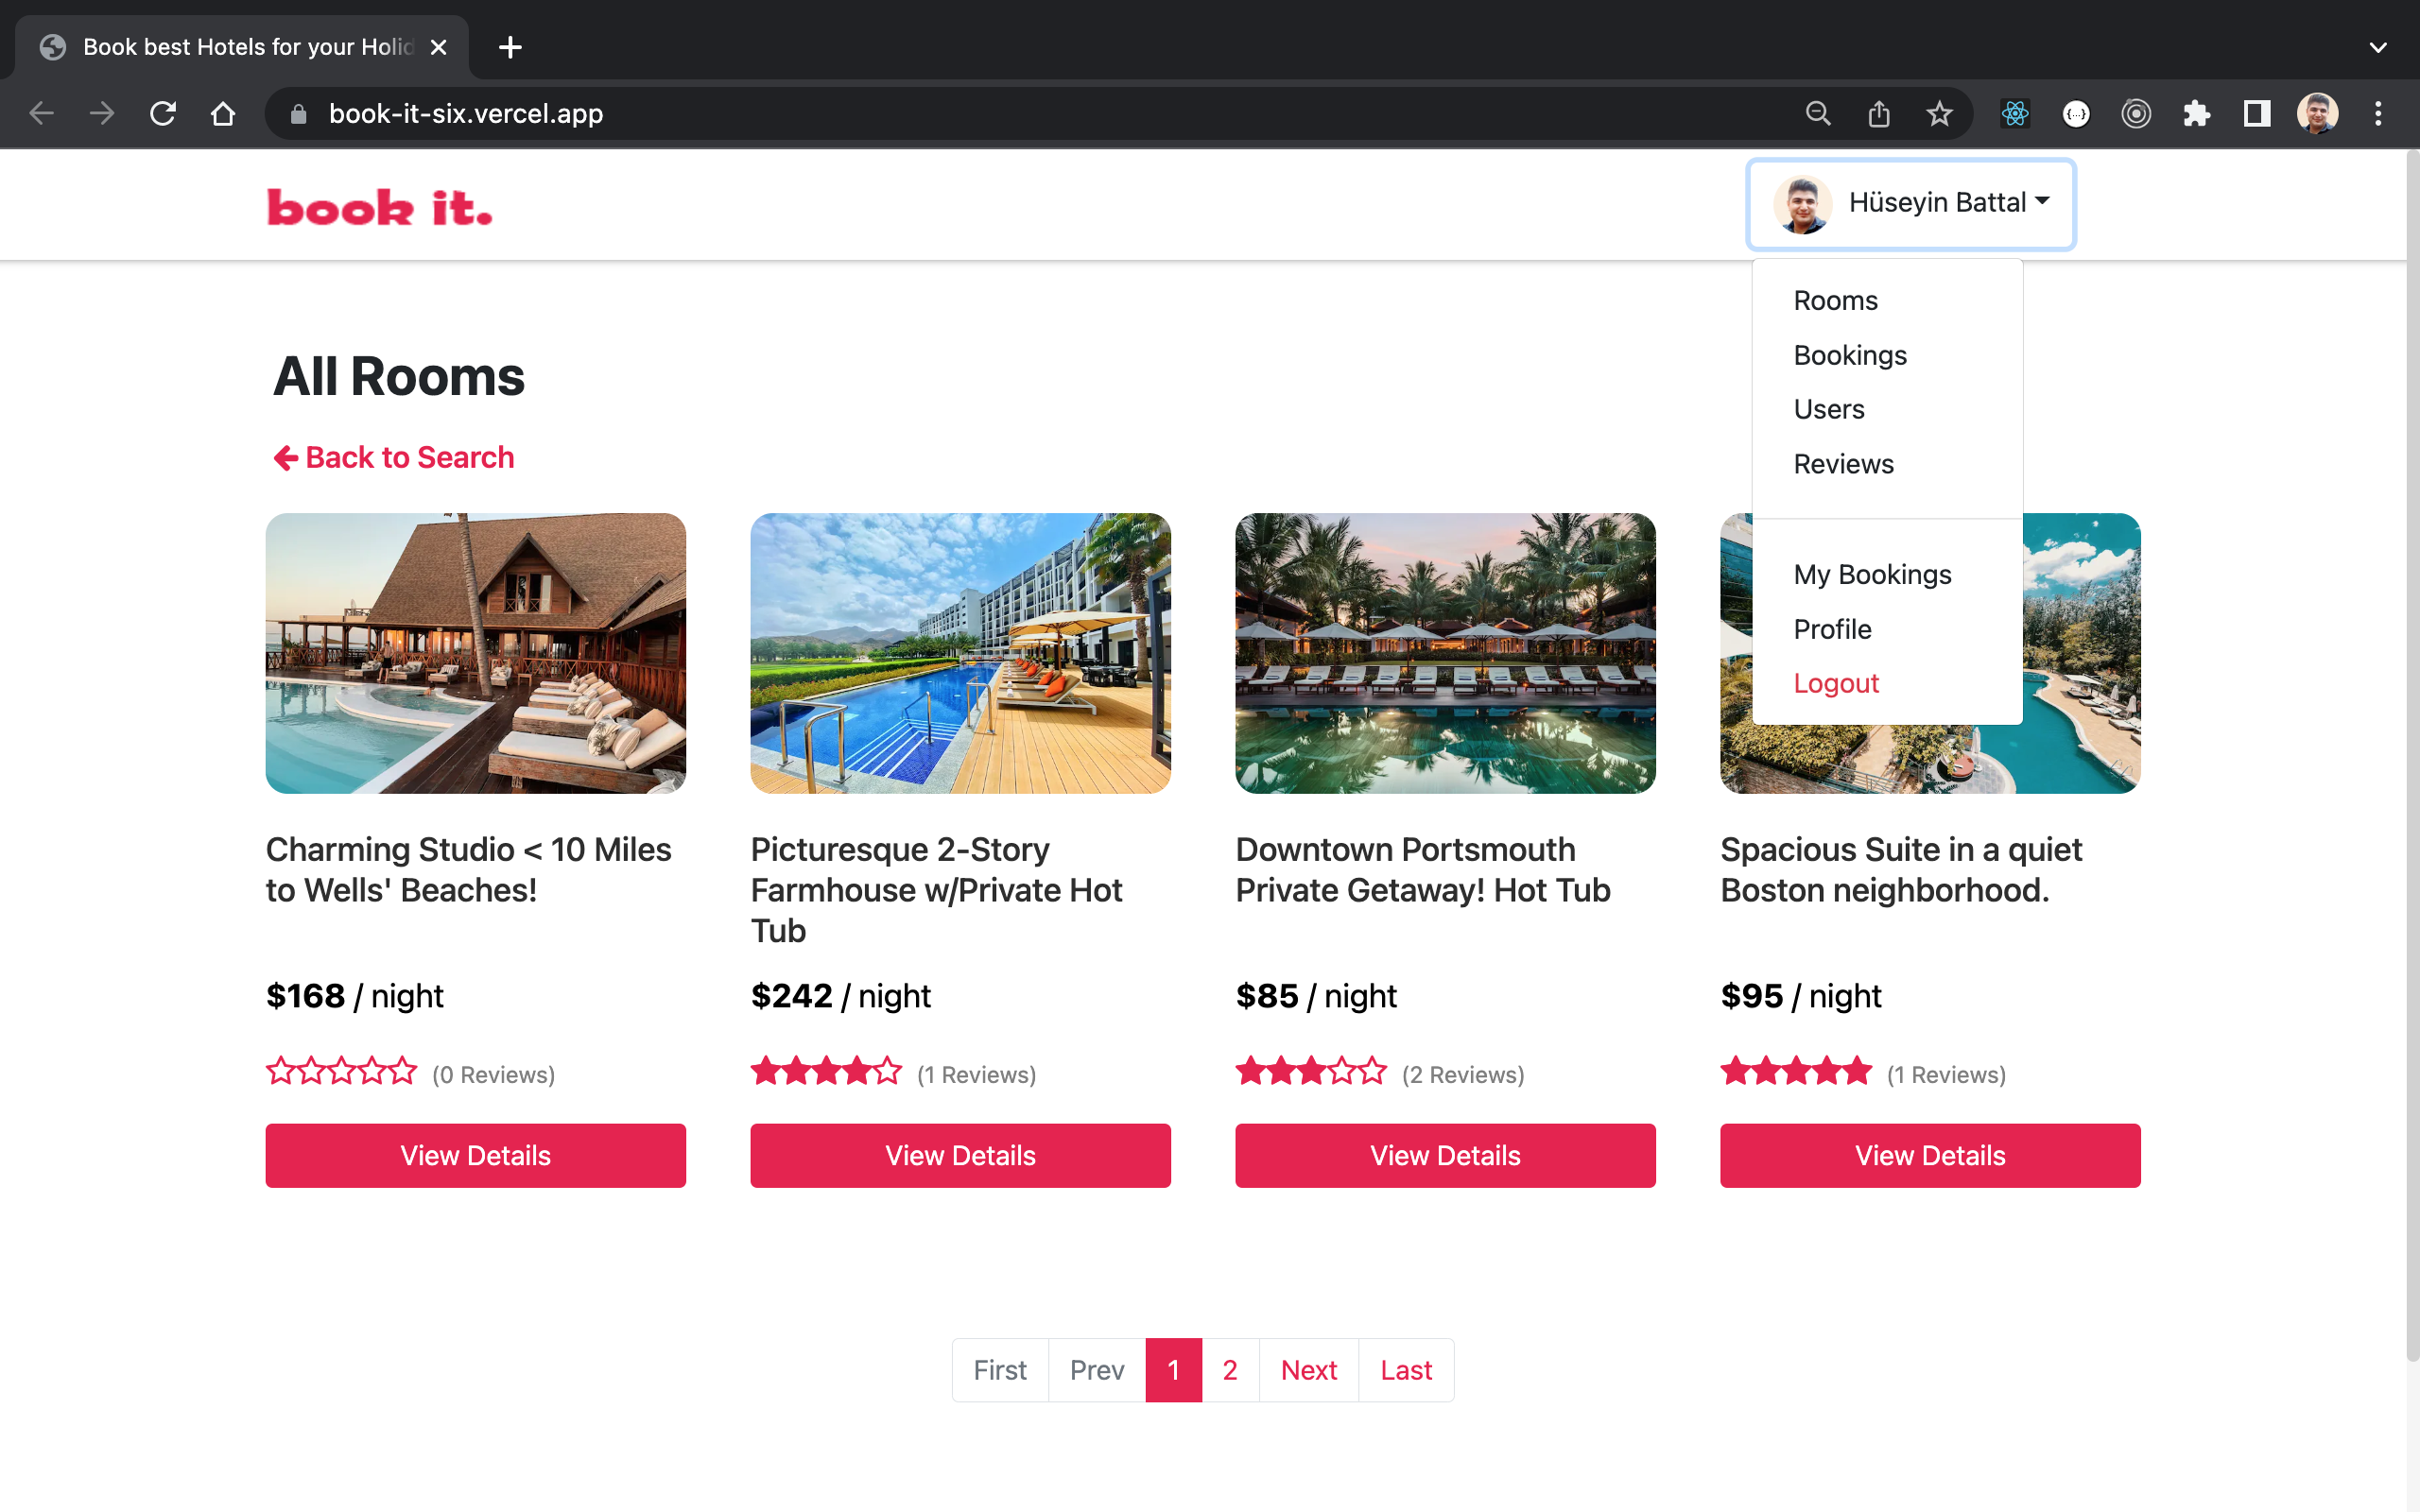 Book best Hotels for your Holid
book-it-six.vercel.app
book it.
Hüseyin Battal
Rooms
Bookings
Users
Reviews
My Bookings
Profile
Logout
All Rooms
Back to Search
Charming Studio < 10 Miles
to Wells' Beaches!
$168 / night
(0 Reviews)
View Details
Picturesque 2-Story
Farmhouse w/Private Hot
Tub
$242 / night
(1 Reviews)
View Details
Downtown Portsmouth
Private Getaway! Hot Tub
$85 / night
(2 Reviews)
View Details
Spacious Suite in a quiet
Boston neighborhood.
$95 / night
(1 Reviews)
View Details
First Prev 1 2 Next Last